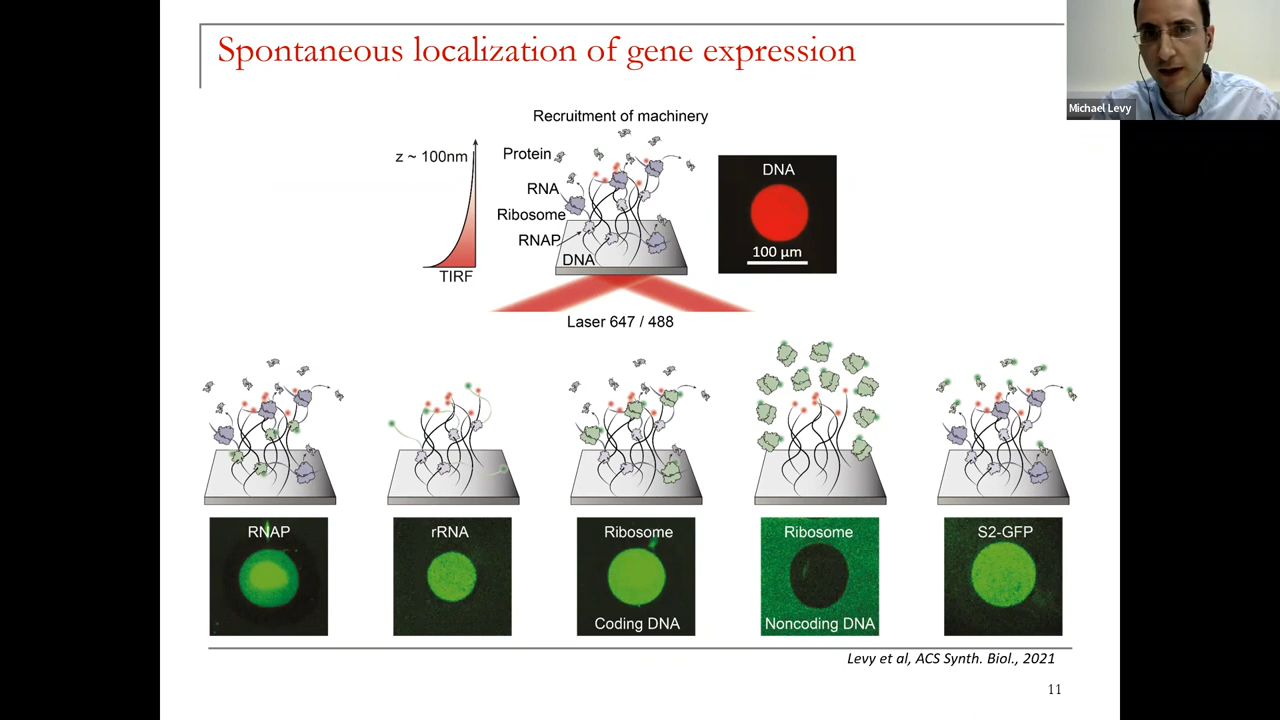 Spontaneous localization of gene expression
Michael Levy
Recruitment of machinery
z ~ 100nm
Protein
RNA
Ribosome
RNAP
DNA
TIRF
Laser 647 / 488
DNA
100 µm
RNAP
rRNA
Ribosome
Coding DNA
Ribosome
Noncoding DNA
S2-GFP
Levy et al, ACS Synth. Biol., 2021
11